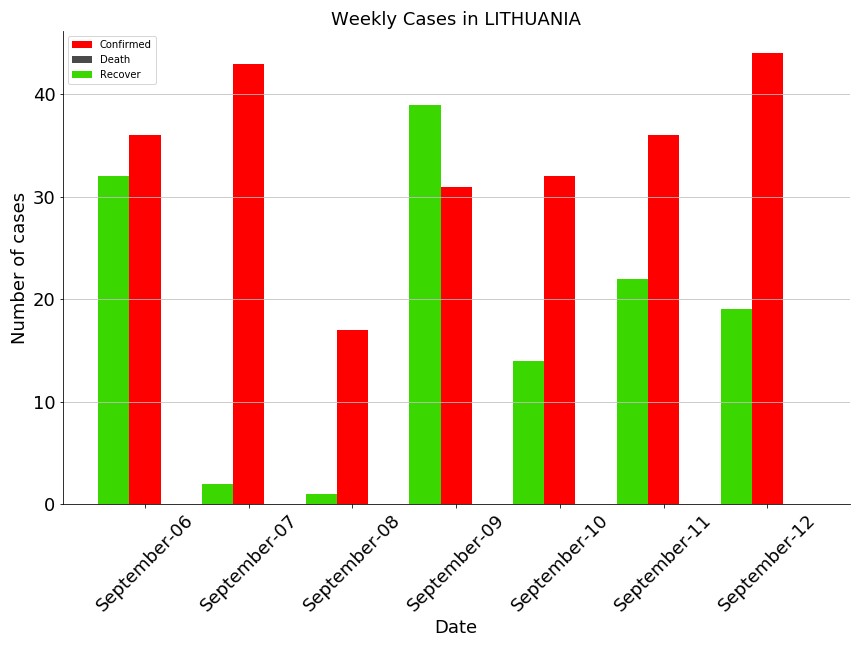 Weekly Cases in LITHUANIA
Confirmed
Death
Recover
Number of cases
40
30
20
10
0
September-06
September-07
September-08
September-09
September-10
September-11
September-12
Date